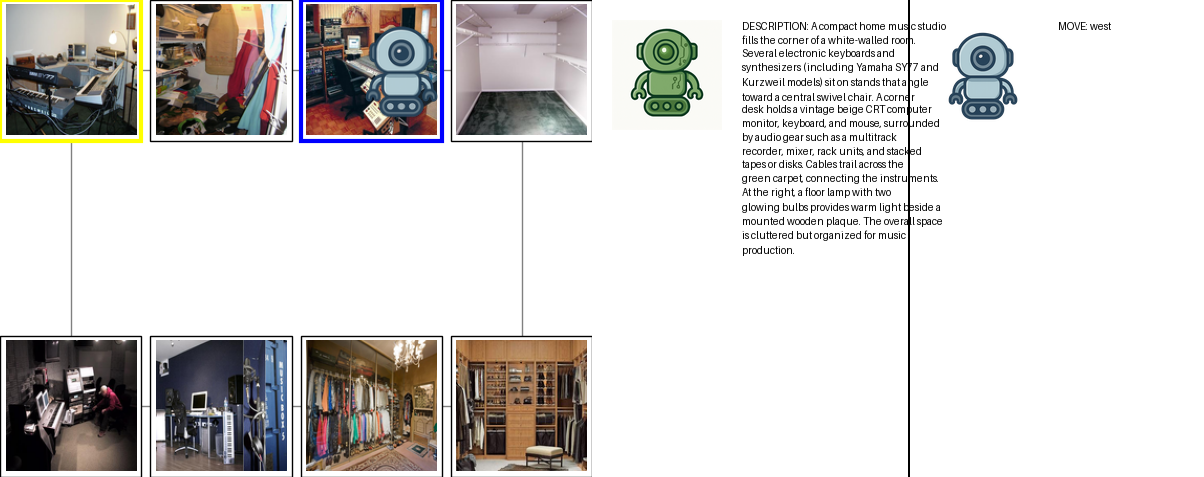 DESCRIPTION: A compact home music studio
fills the corner of a white-walled room.
Several electronic keyboards and
synthesizers (including Yamaha SY77 and
Kurzweil models) sit on stands that angle
toward a central swivel chair. A corner
desk holds a vintage beige CRT computer
monitor, keyboard, and mouse, surrounded
by audio gear such as a multitrack
recorder, mixer, rack units, and stacked
tapes or disks. Cables trail across the
green carpet, connecting the instruments.
At the right, a floor lamp with two
glowing bulbs provides warm light beside a
mounted wooden plaque. The overall space
is cluttered but organized for music
production.
MOVE: west
MUSIC BOX 5